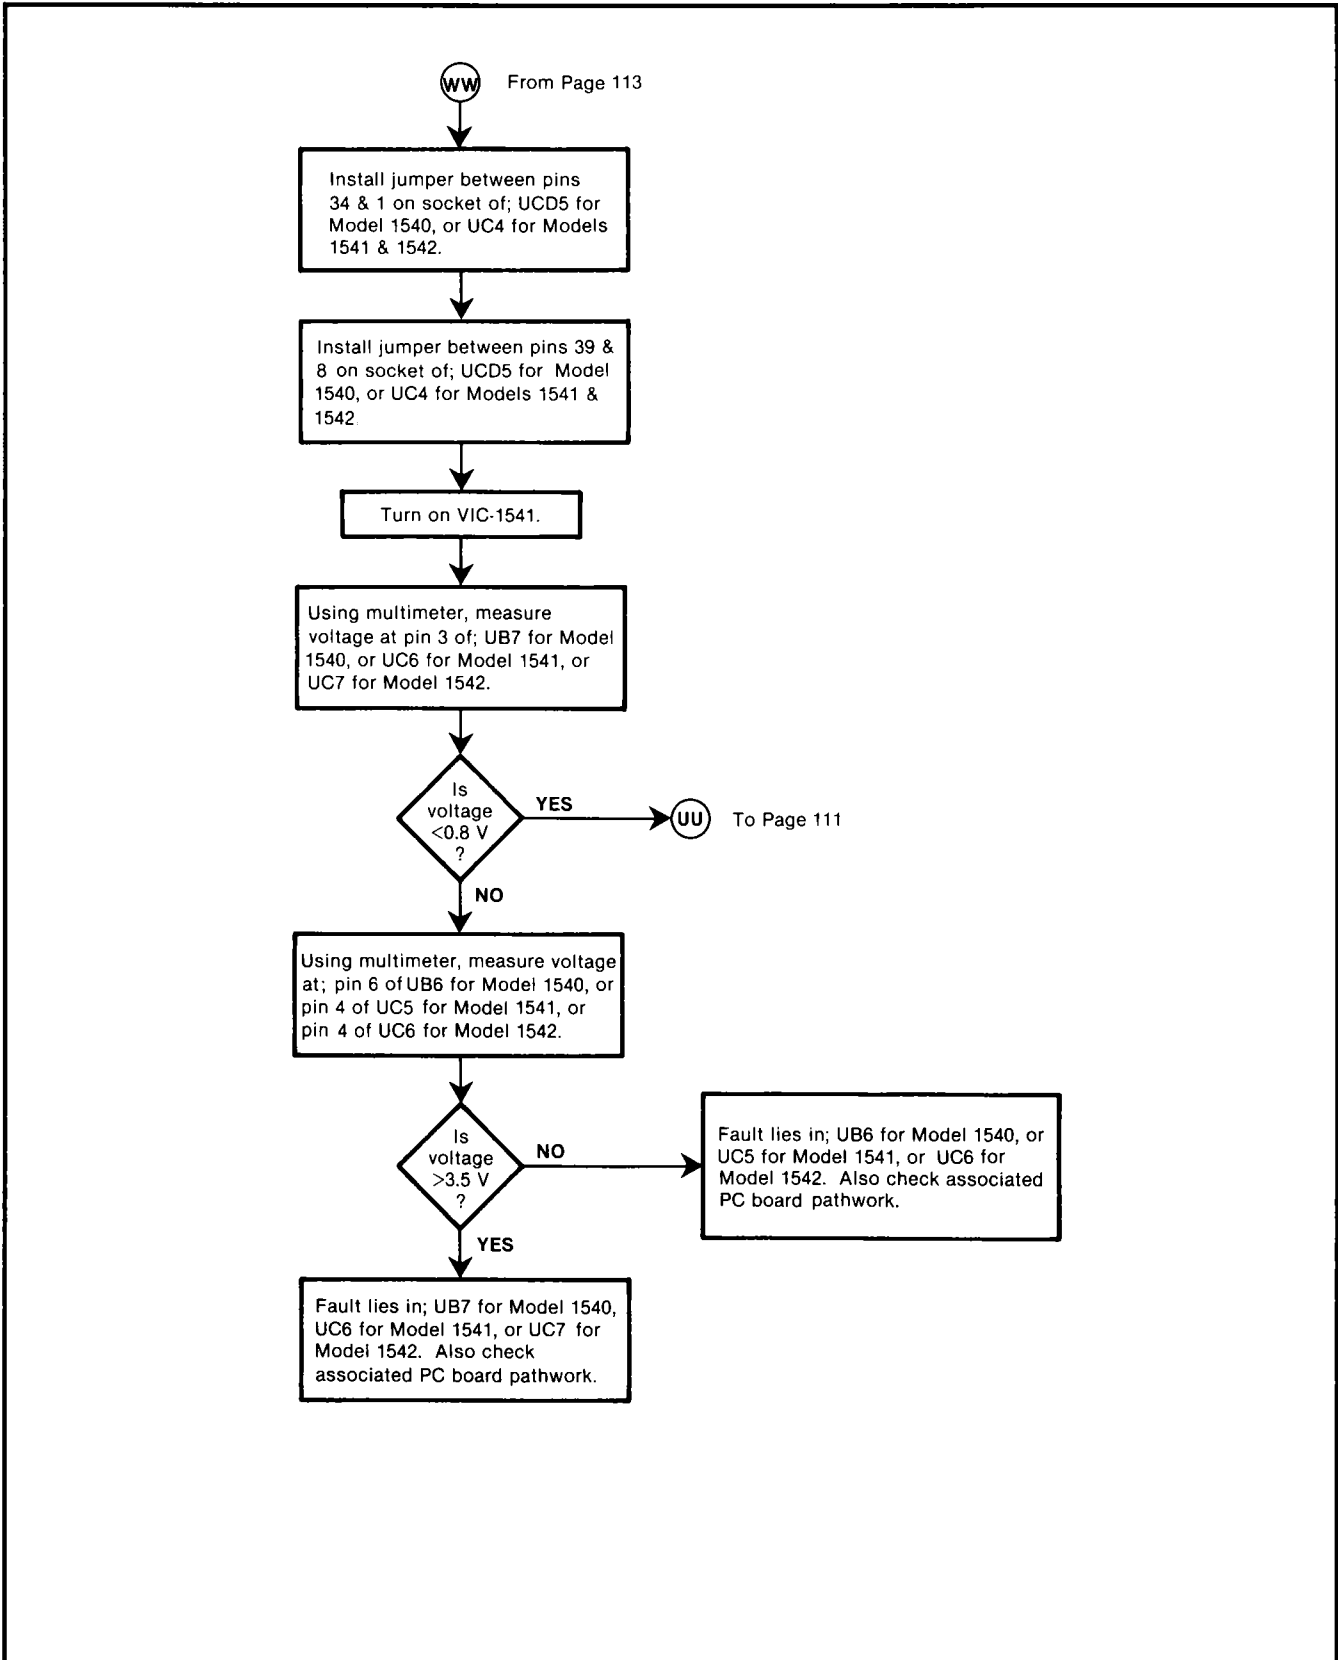 WW From Page 113
Install jumper between pins
34 & 1 on socket of; UCD5 for
Model 1540, or UC4 for Models
1541 & 1542.
Install jumper between pins 39 &
8 on socket of; UCD5 for Model
1540, or UC4 for Models 1541 &
1542.
Turn on VIC-1541.
Using multimeter, measure
voltage at pin 3 of; UB7 for Model
1540, or UC6 for Model 1541, or
UC7 for Model 1542.
Is
voltage
<0.8 V
?
YES
UU To Page 111
NO
Using multimeter, measure voltage
at; pin 6 of UB6 for Model 1540, or
pin 4 of UC5 for Model 1541, or
pin 4 of UC6 for Model 1542.
Is
voltage
>3.5 V
?
NO
Fault lies in; UB6 for Model 1540, or
UC5 for Model 1541, or UC6 for
Model 1542. Also check associated
PC board pathwork.
YES
Fault lies in; UB7 for Model 1540,
UC6 for Model 1541, or UC7 for
Model 1542. Also check
associated PC board pathwork.